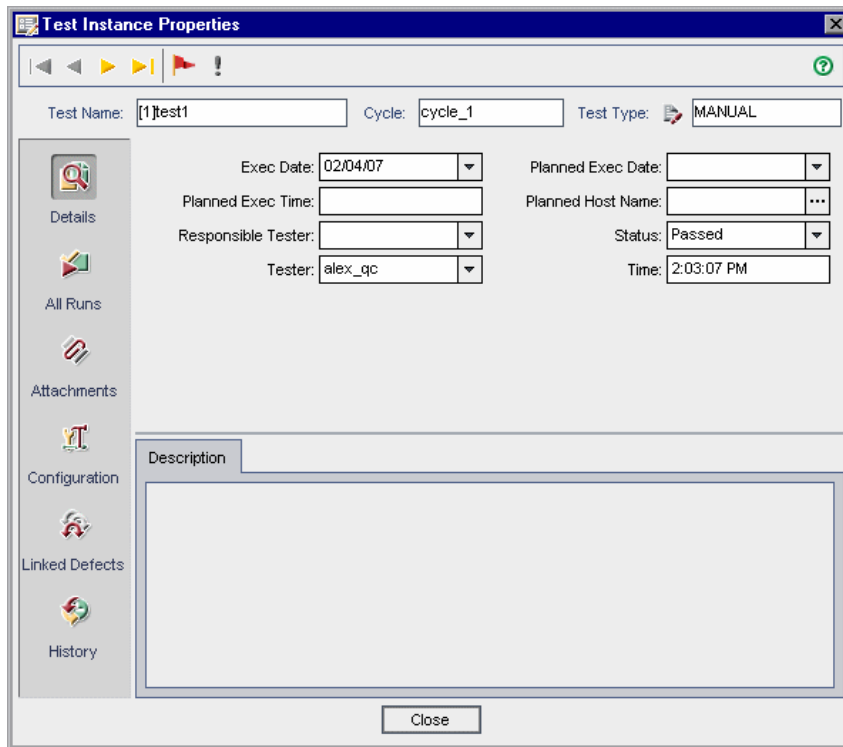 Test Instance Properties
Test Name: [1]test1 Cycle: cycle_1 Test Type: MANUAL
Exec Date: 02/04/07 Planned Exec Date:
Planned Exec Time: Planned Host Name:
Responsible Tester: Status: Passed
Tester: alex_qc Time: 2:03:07 PM
Details
All Runs
Attachments
Configuration
Linked Defects
History
Description
Close